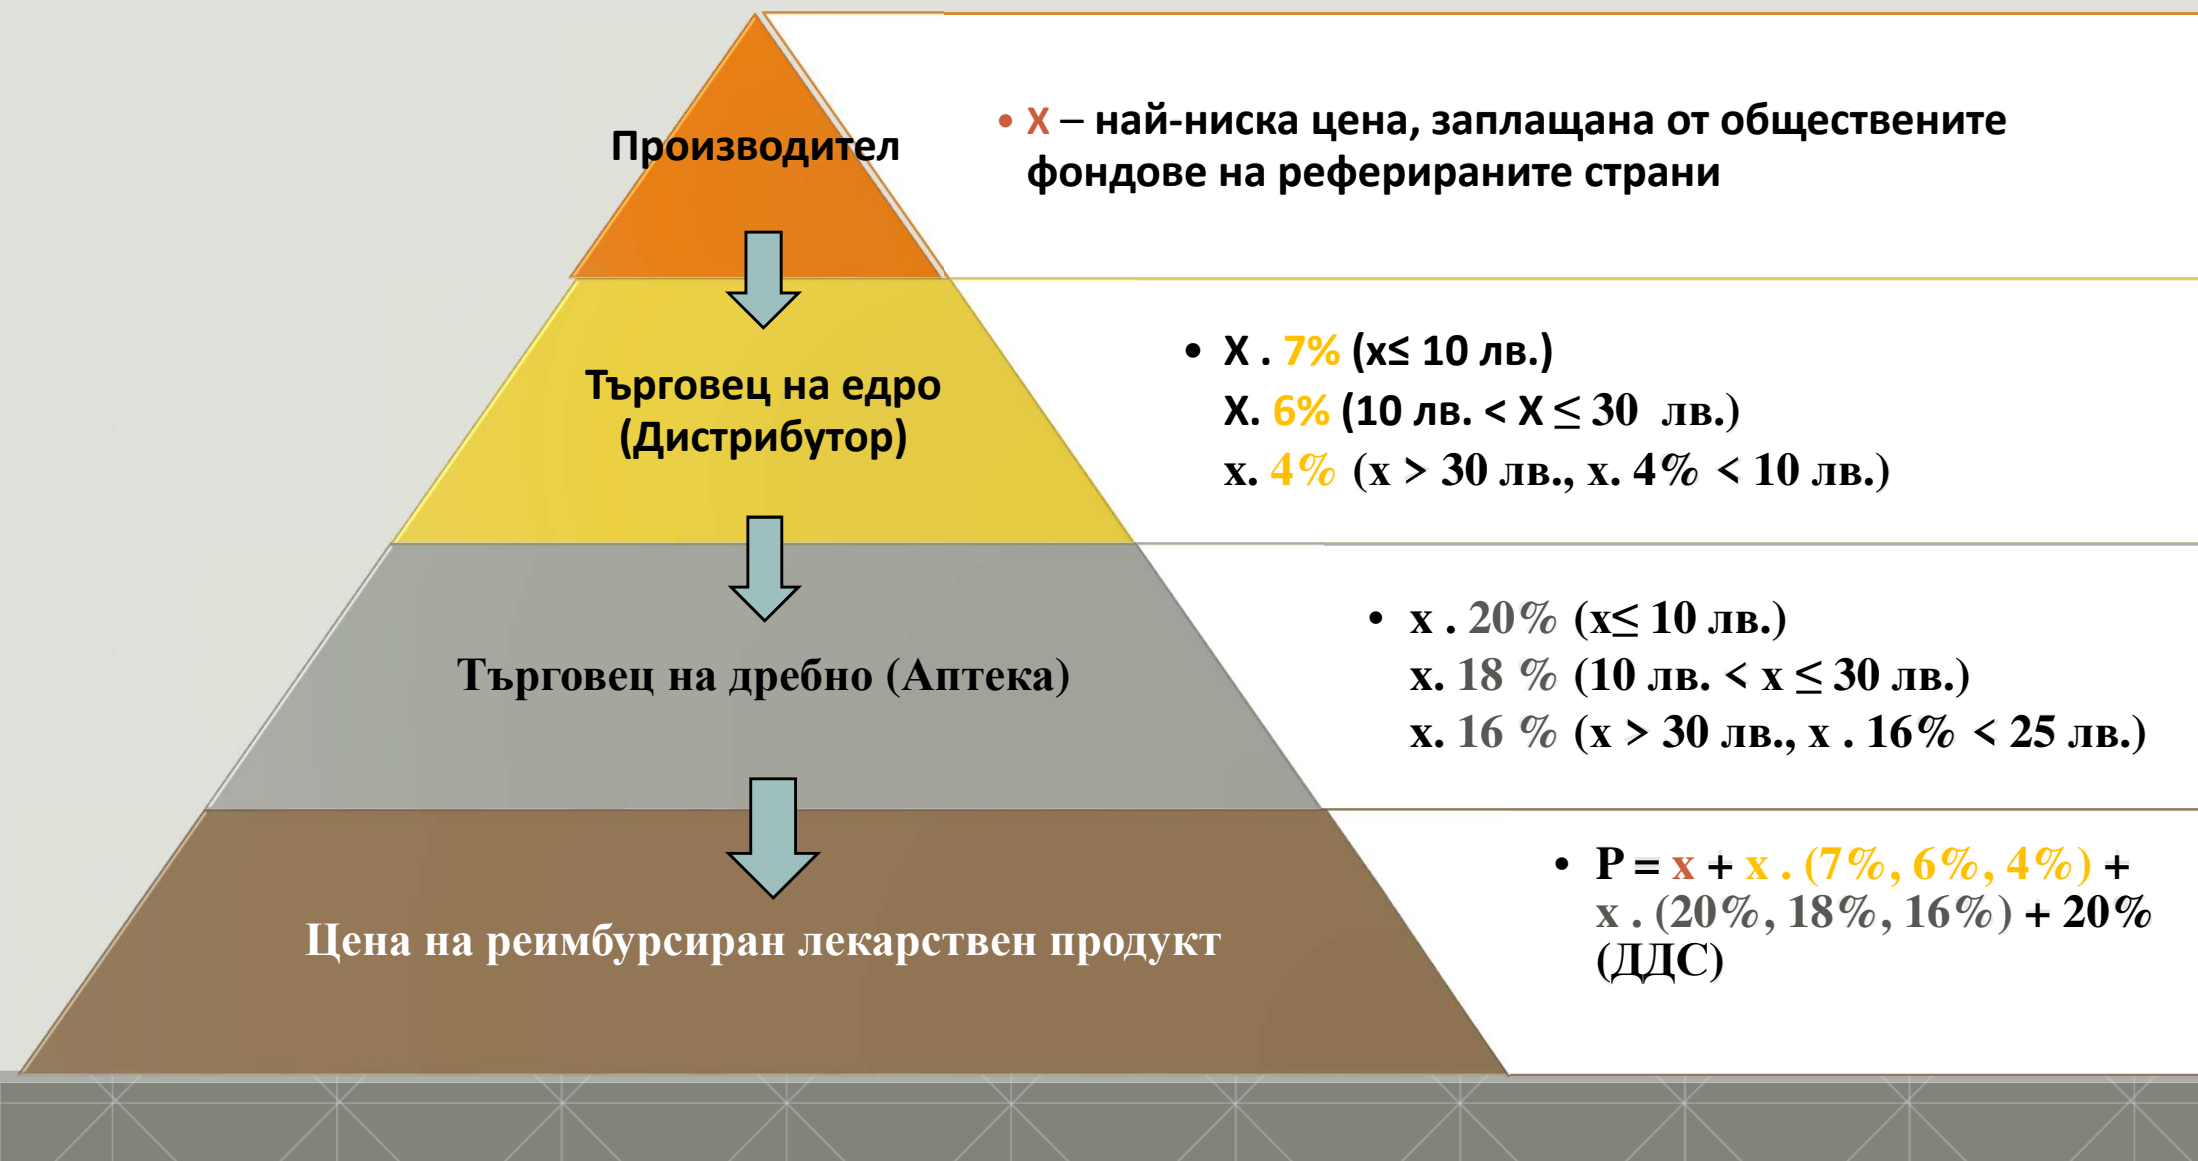 Производител
• X – най-ниска цена, заплащана от обществените
фондове на реферираните страни
Търговец на едро
(Дистрибутор)
• X . 7% (x≤ 10 лв.)
X. 6% (10 лв. < X ≤ 30 лв.)
x. 4% (x > 30 лв., x. 4% < 10 лв.)
Търговец на дребно (Аптека)
• x . 20% (x≤ 10 лв.)
x. 18 % (10 лв. < x ≤ 30 лв.)
x. 16 % (x > 30 лв., x . 16% < 25 лв.)
Цена на реимбурсиран лекарствен продукт
• P = x + x . (7%, 6%, 4%) +
x . (20%, 18%, 16%) + 20%
(ДДС)